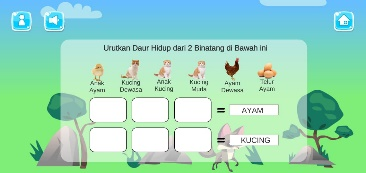 Urutkan Daur Hidup dari 2 Binatang di Bawah Ini
Anak Ayam
Kucing Dewasa
Anak Kucing
Kucing Muda
Ayam Dewasa
Telur Ayam
= AYAM
= KUCING